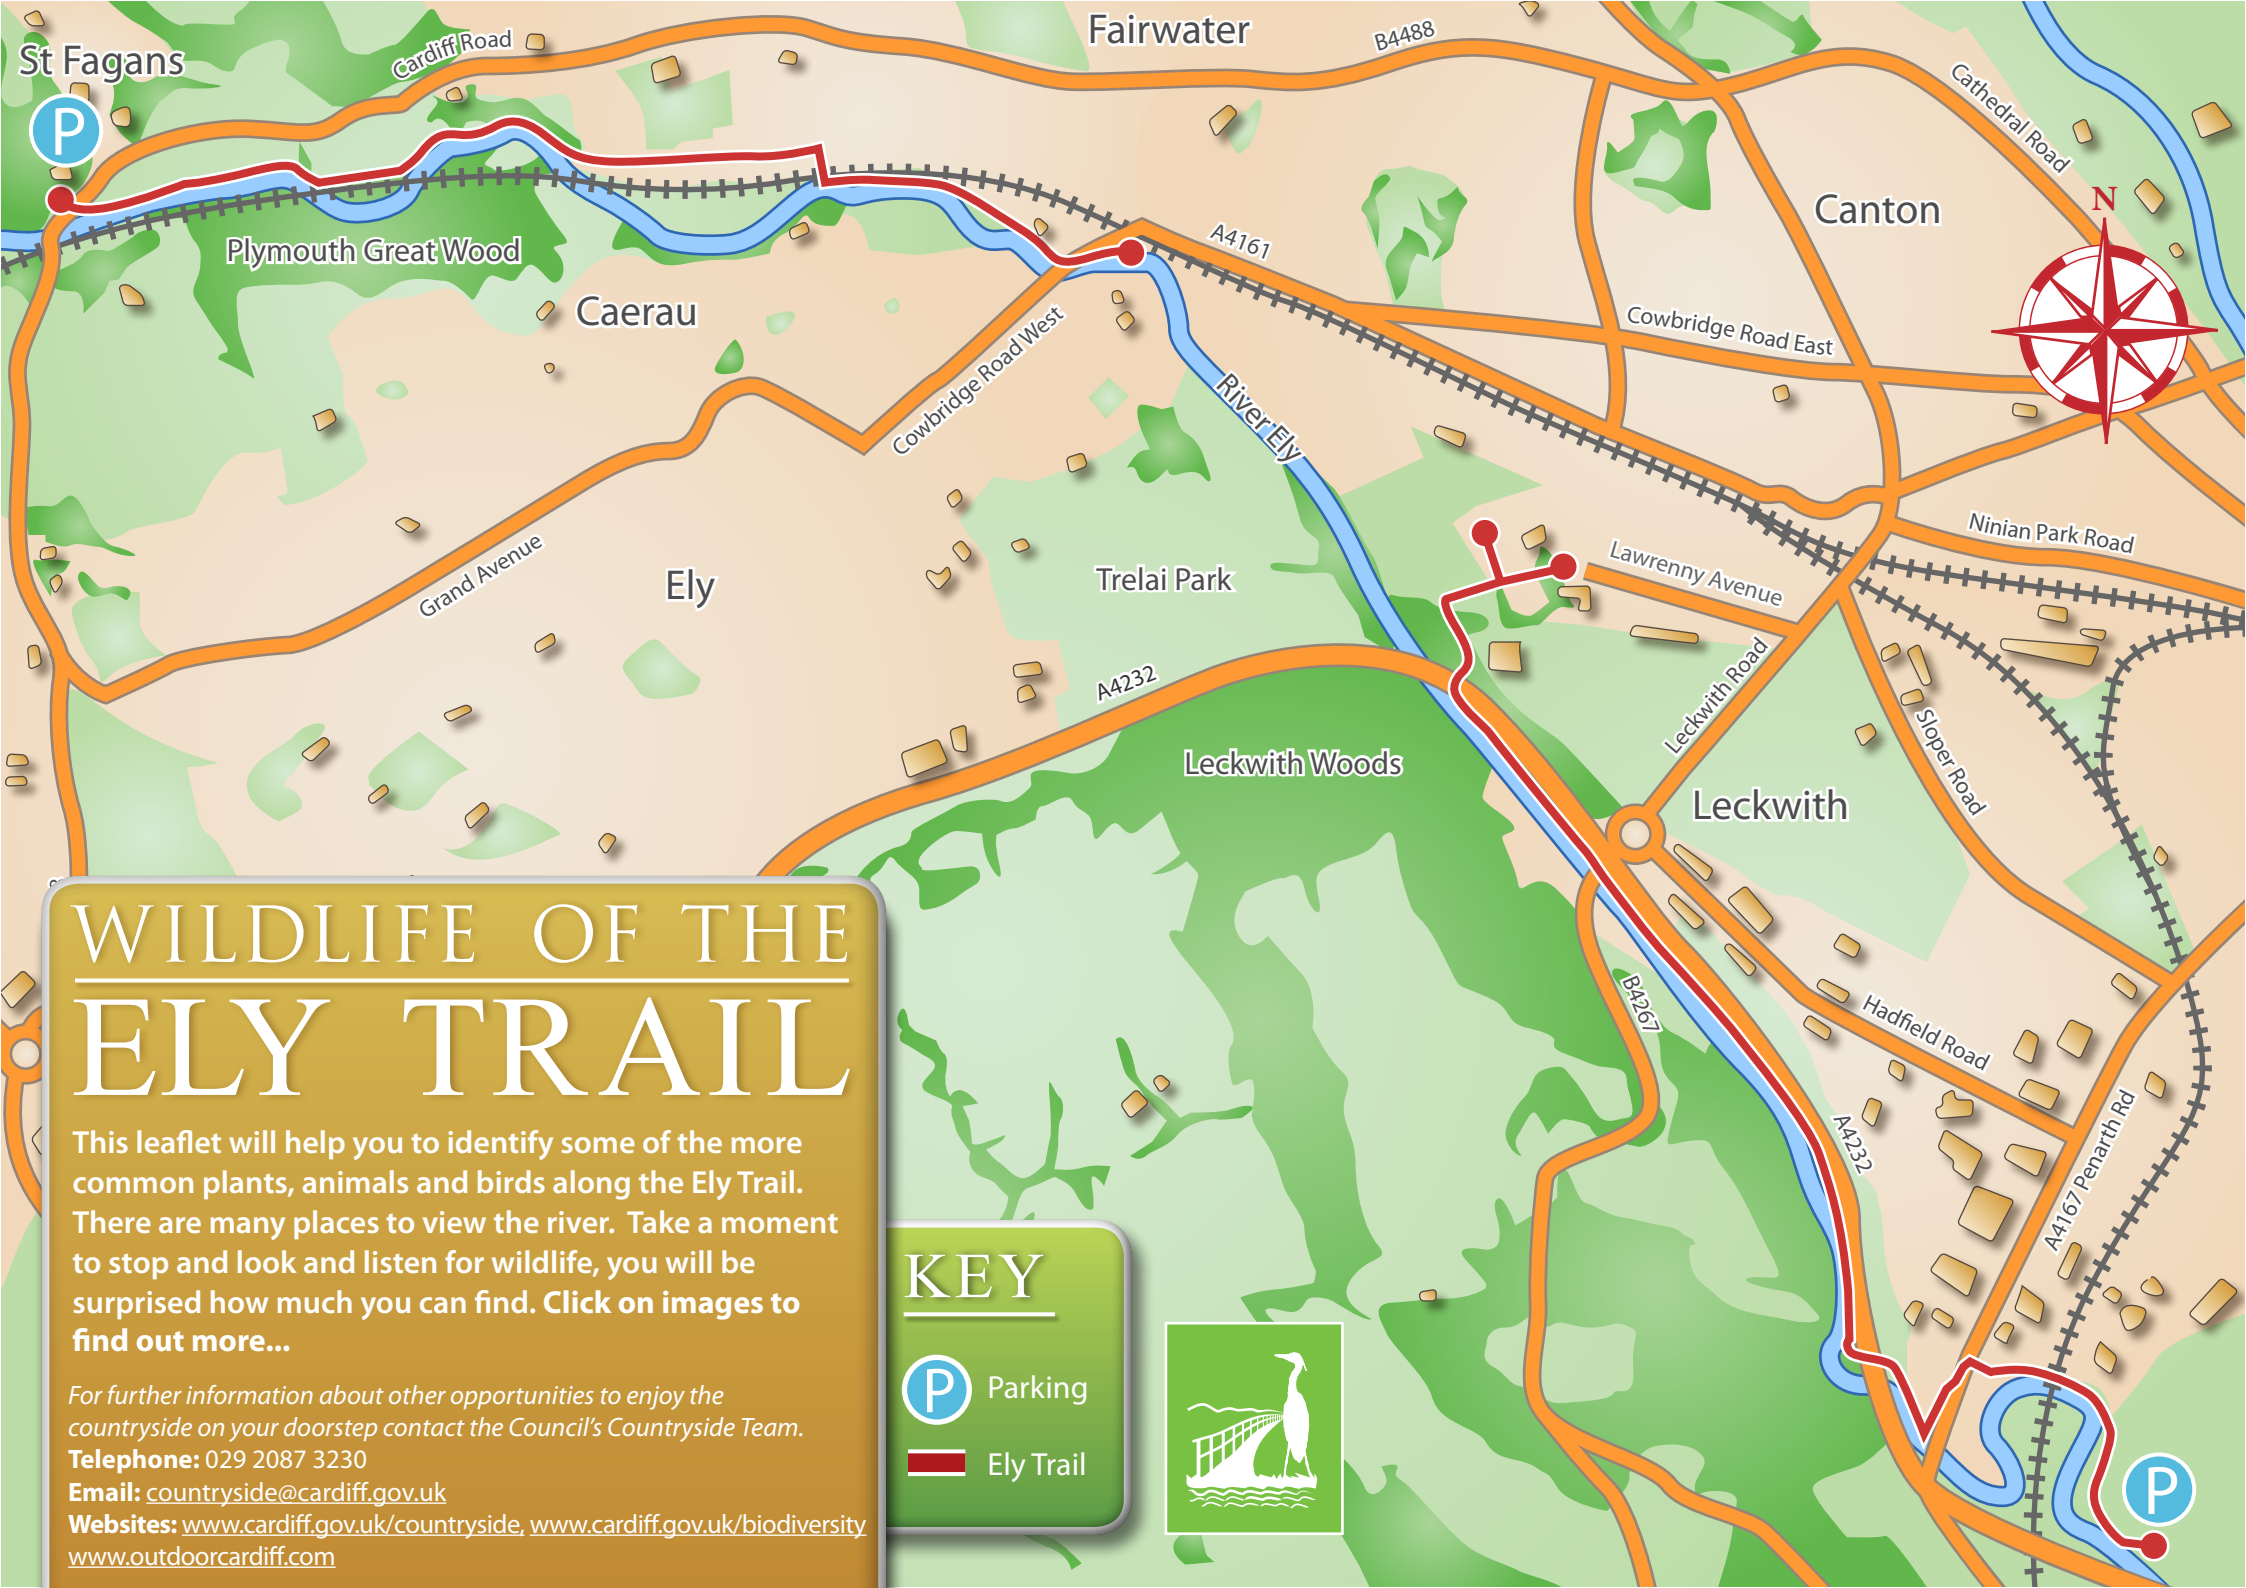 St Fagans
P
Cardiff Road
Fairwater
B4488
Cathedral Road
Canton
N
Plymouth Great Wood
Caerau
A4161
Cowbridge Road East
Cowbridge Road West
River Ely
Ninian Park Road
Lawrenny Avenue
Grand Avenue
Ely
Trelai Park
A4232
Leckwith Road
Sloper Road
Leckwith Woods
Leckwith
B4267
Hadfield Road
A4232
A4167 Penarth Rd
P
WILDLIFE OF THE
ELY TRAIL
This leaflet will help you to identify some of the more
common plants, animals and birds along the Ely Trail.
There are many places to view the river.  Take a moment
to stop and look and listen for wildlife, you will be
surprised how much you can find. Click on images to
find out more...
For further information about other opportunities to enjoy the
countryside on your doorstep contact the Council's Countryside Team.
Telephone: 029 2087 3230
Email: countryside@cardiff.gov.uk
Websites: www.cardiff.gov.uk/countryside, www.cardiff.gov.uk/biodiversity
www.outdoorcardiff.com
KEY
P Parking
Ely Trail